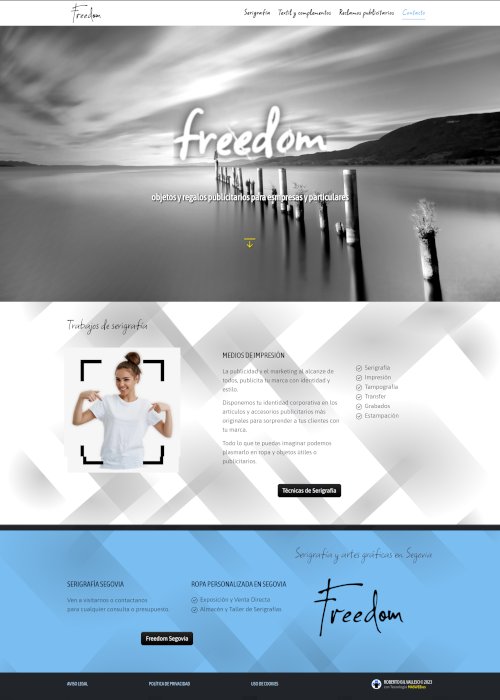 Freedom
Serigrafía Textil y complementos Reclamos publicitarios Contacto
freedom
objetos y regalos publicitarios para esmpresas y particulares
Trabajos de serigrafía
MEDIOS DE IMPRESIÓN
La publicidad y el marketing al alcance de
todos, publicita tu marca con identidad y
estilo.
Disponemos tu identidad corporativa en los
artículos y accesorios publicitarios más
originales para sorprender a tus clientes con
tu marca.
Todo lo que te puedas imaginar podemos
plasmarlo en ropa y objetos útiles o
publicitarios.
Serigrafía
Impresión
Tampografía
Transfer
Grabados
Estampación
Técnicas de Serigrafía
Serigrafía y artes gráficas en Segovia
SERIGRAFÍA SEGOVIA
Ven a visitarnos o contactanos
para cualquier consulta o presupuesto.
Freedom Segovia
ROPA PERSONALIZADA EN SEGOVIA
Exposición y Venta Directa
Almacén y Taller de Serigrafías
Freedom
AVISO LEGAL
POLÍTICA DE PRIVACIDAD
USO DE COOKIES
ROBERTO GIL VALLEJO © 2023
con Tecnología